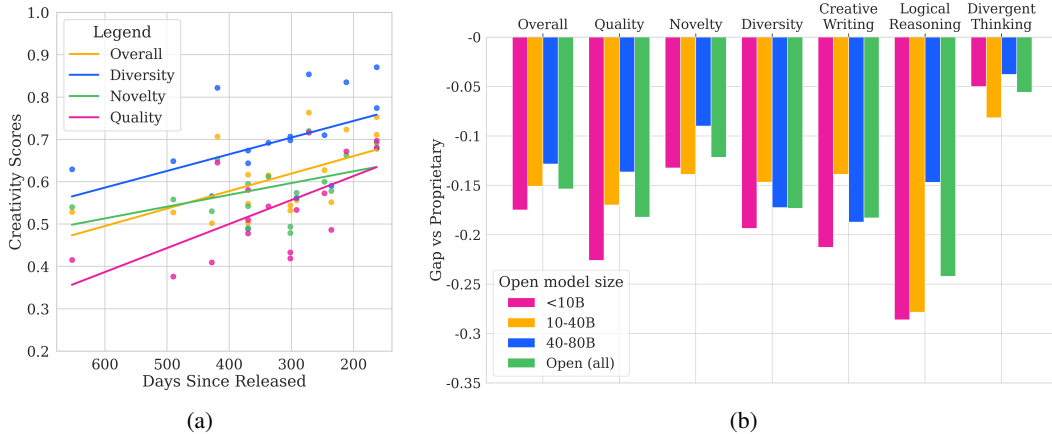 1.0
0.9
0.8
0.7
0.6
0.5
0.4
0.3
0.2
Creativity Scores
Legend
Overall
Diversity
Novelty
Quality
600 500 400 300 200
Days Since Released
(a)
Overall Quality Novelty Diversity Creative Writing Logical Reasoning Divergent Thinking
-0
-0.05
-0.1
-0.15
-0.2
-0.25
-0.3
-0.35
Gap vs Proprietary
Open model size
<10B
10-40B
40-80B
Open (all)
(b)